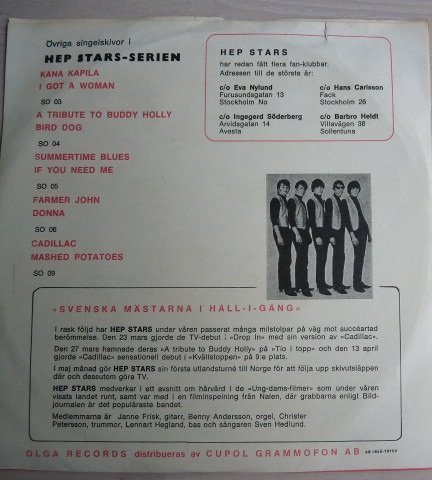 Övriga singelskivor i
HEP STARS-SERIEN
KANA KAPILA
I GOT A WOMAN
SO 03
A TRIBUTE TO BUDDY HOLLY
BIRD DOG
SO 04
SUMMERTIME BLUES
IF YOU NEED ME
SO 05
FARMER JOHN
DONNA
SO 06
CADILLAC
MASHED POTATOES
SO 09
HEP STARS
har redan fått flera fan-klubbar.
Adressen till de största är:
c/o Eva Nylund
Furusundsgatan 13
Stockholm No
c/o Hans Carlsson
Fack
Stockholm 26
c/o Ingegerd Söderberg
Arvidsgatan 14
Avesta
c/o Barbro Heldt
Villavägen 38
Sollentuna
»SVENSKA MÄSTARNA I HÅLL-I-GÅNG»
I rask följd har HEP STARS under våren passerat många milstolpar på väg mot succéartad
berömmelse. Den 23 mars gjorde de TV-debut i »Drop In» med sin version av »Cadillac».
Den 27 mars hamnade deras »A tribute to Buddy Holly» på »Tio i topp» och den 13 april
gjorde »Cadillac» sensationell debut i »Kvällstoppen» på 9:e plats.
I maj månad gör HEP STARS sin första utlandsturné till Norge för att följa upp skivutsläppen
där och dessutom göra TV.
HEP STARS medverkar i ett avsnitt om hårvård i de »Ung-dams-filmer» som under våren
visats landet runt, samt var med i en filminspelning från Nalen, där grabbarna enligt Bild-
journalen är det populäraste bandet.
Medlemmarna är Janne Frisk, gitarr, Benny Andersson, orgel, Christer
Petersson, trummor, Lennart Hegland, bas och sångaren Sven Hedlund.
OLGA RECORDS distribueras av CUPOL GRAMMOFON AB